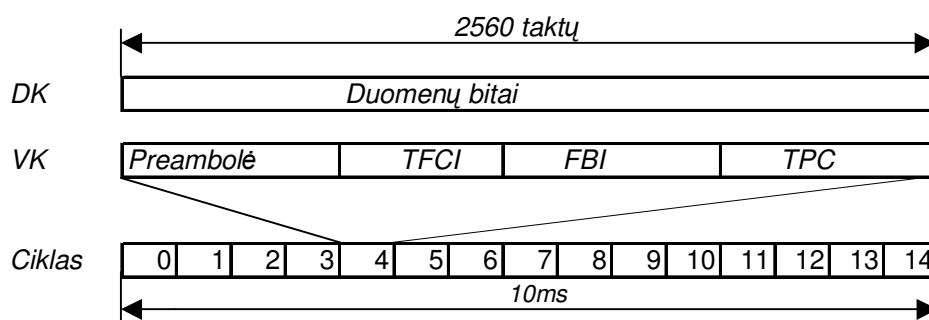 2560 taktų
DK Duomenų bitai
VK Preambolė TFCI FBI TPC
Ciklas 0 1 2 3 4 5 6 7 8 9 10 11 12 13 14
10ms